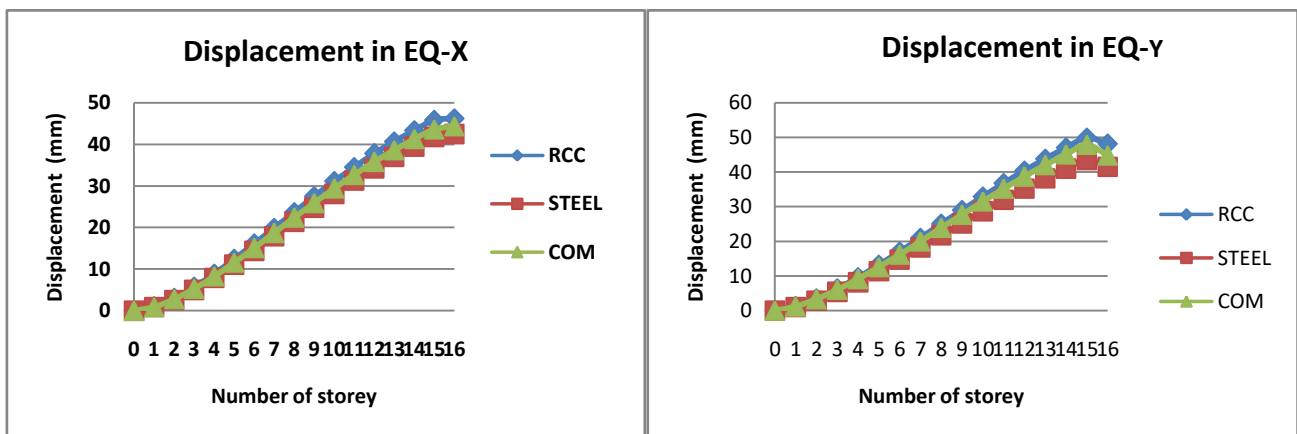 Displacement in EQ-X
Displacement (mm)
50
40
30
20
10
0
0 1 2 3 4 5 6 7 8 9 10 11 12 13 14 15 16
Number of storey
RCC
STEEL
COM
Displacement in EQ-Y
Displacement (mm)
60
50
40
30
20
10
0
0 1 2 3 4 5 6 7 8 9 10 11 12 13 14 15 16
Number of storey
RCC
STEEL
COM